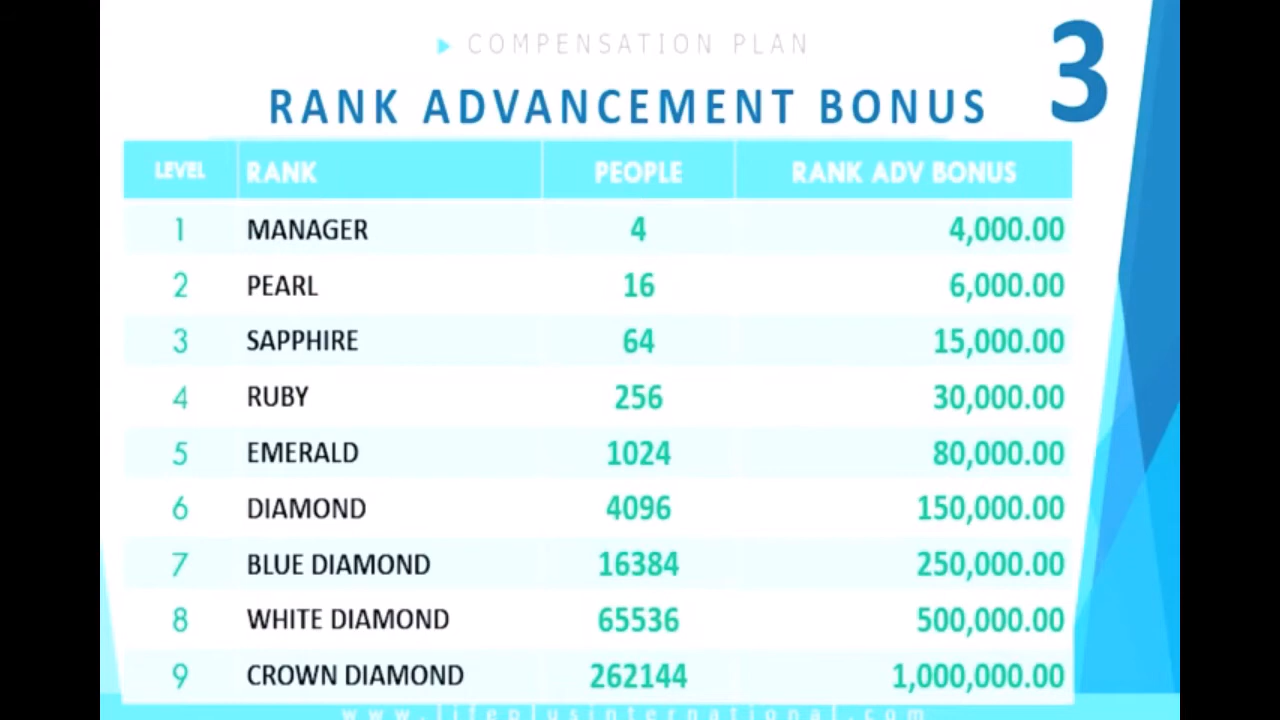 COMPENSATION PLAN
3
RANK ADVANCEMENT BONUS
LEVEL RANK PEOPLE RANK ADV BONUS
1 MANAGER 4 4,000.00
2 PEARL 16 6,000.00
3 SAPPHIRE 64 15,000.00
4 RUBY 256 30,000.00
5 EMERALD 1024 80,000.00
6 DIAMOND 4096 150,000.00
7 BLUE DIAMOND 16384 250,000.00
8 WHITE DIAMOND 65536 500,000.00
9 CROWN DIAMOND 262144 1,000,000.00
www.lifeplusinternational.com